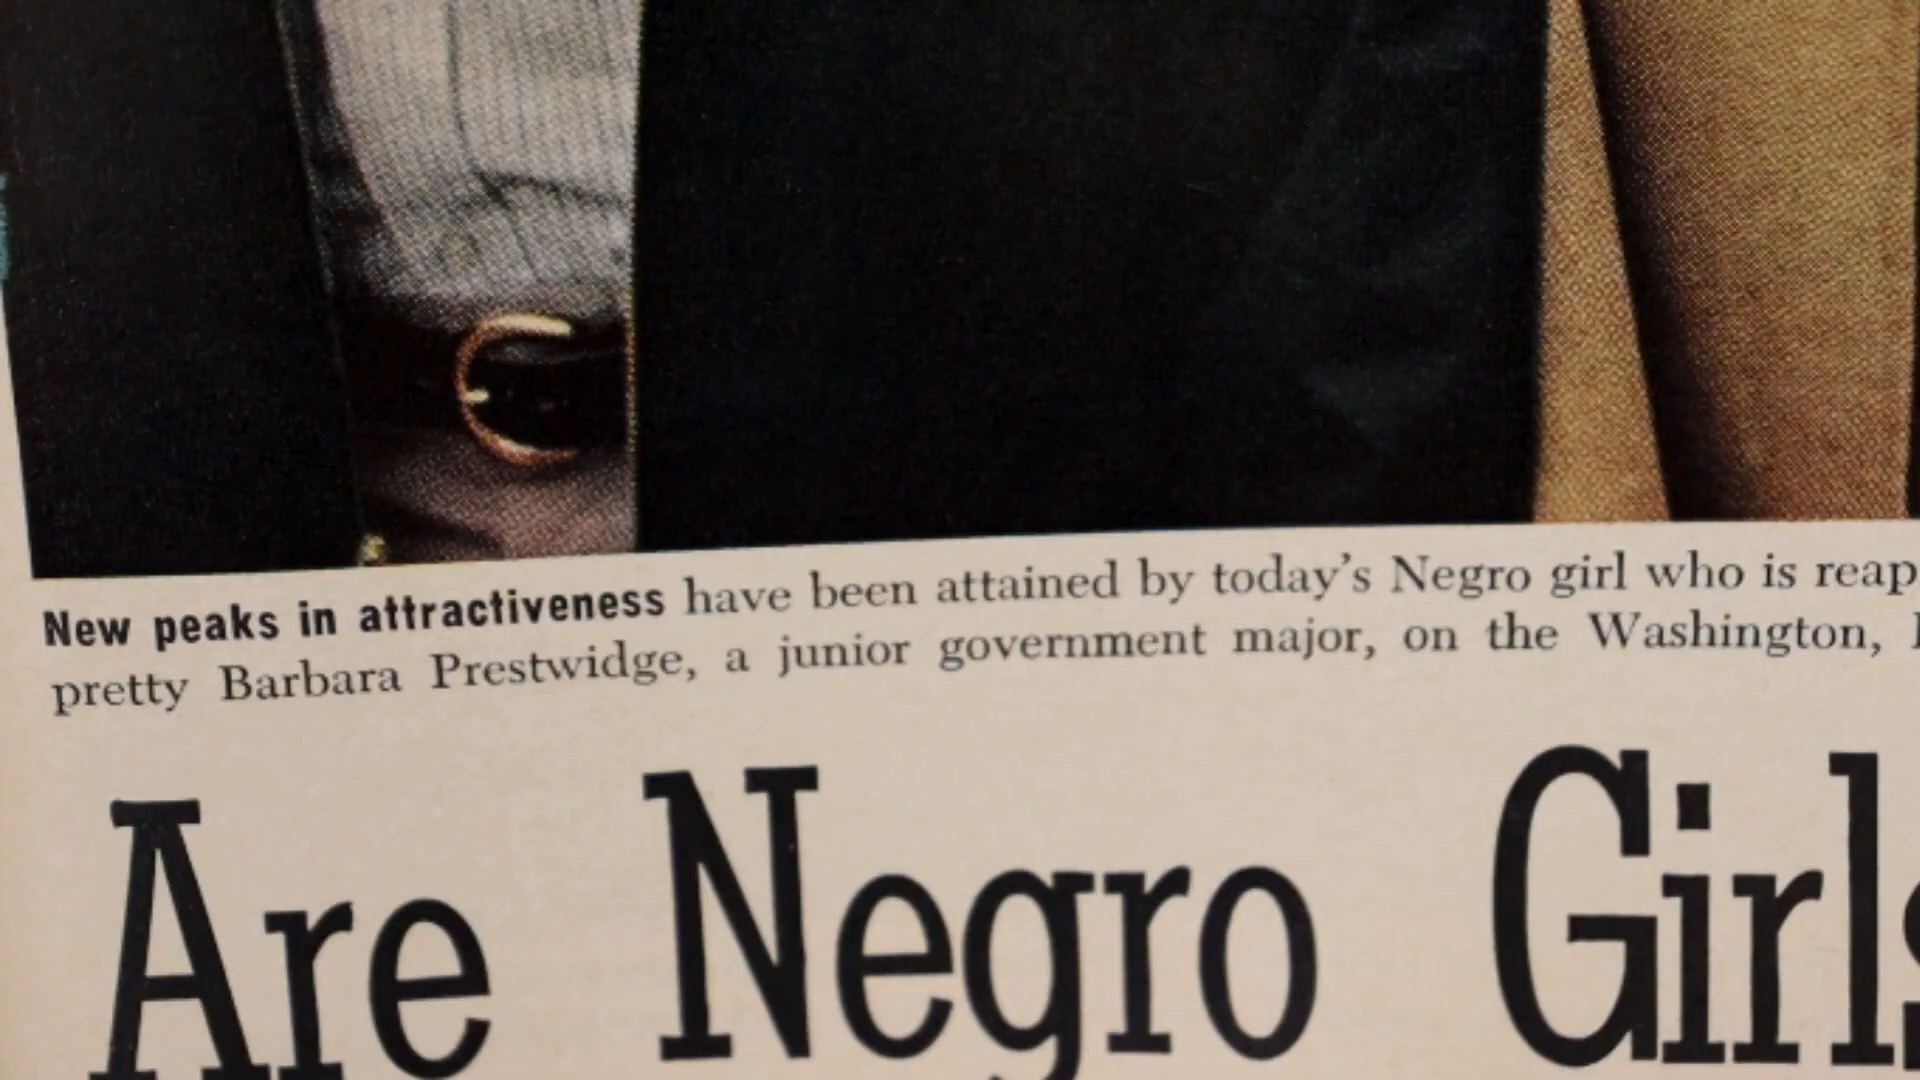 New peaks in attractiveness have been attained by today's Negro girl who is reap
pretty Barbara Prestwidge, a junior government major, on the Washington,
Are Negro Girls